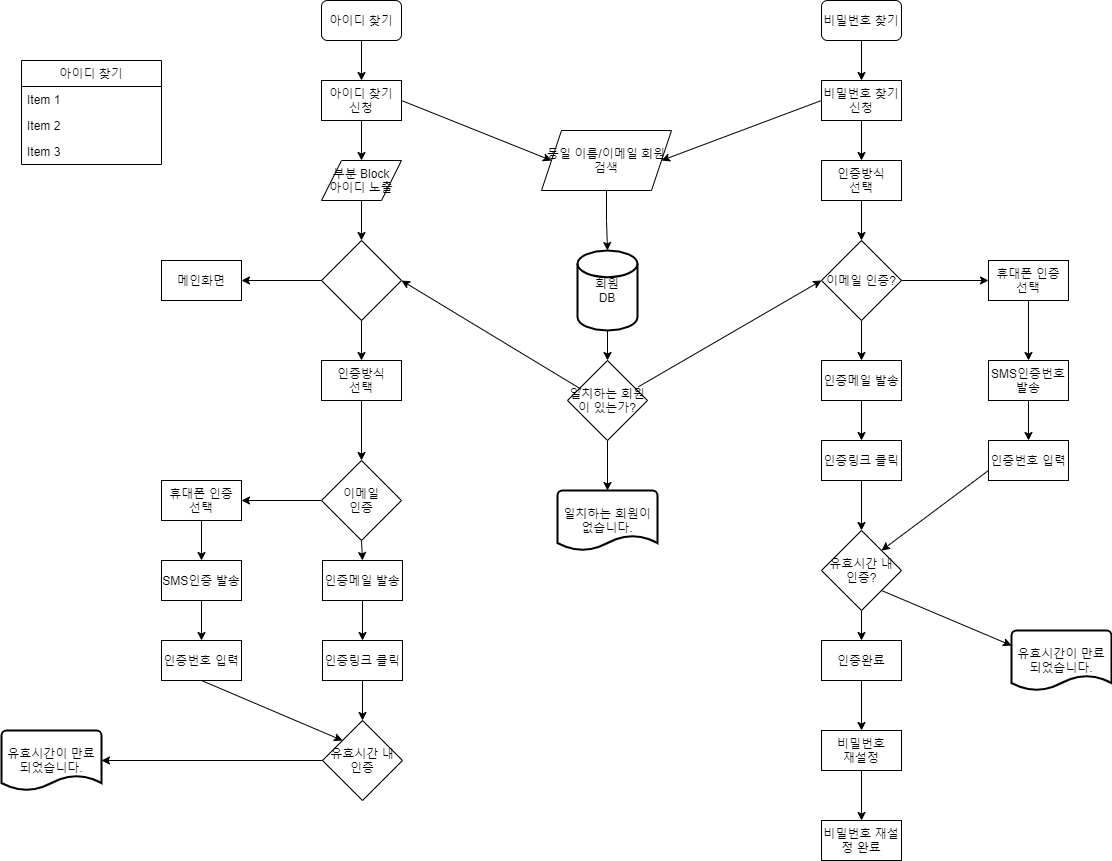 아이디 찾기
비밀번호 찾기
아이디 찾기
Item 1
Item 2
Item 3
아이디 찾기
신청
비밀번호 찾기
신청
동일 이름/이메일 회원
검색
부분 Block
아이디 노출
인증방식
선택
메인화면
회원
DB
이메일 인증?
휴대폰 인증
선택
인증방식
선택
일치하는 회원
이 있는가?
인증메일 발송
SMS인증번호
발송
인증링크 클릭
인증번호 입력
휴대폰 인증
선택
이메일
인증
일치하는 회원이
없습니다.
SMS인증 발송
인증메일 발송
유효시간 내
인증?
인증번호 입력
인증링크 클릭
인증완료
유효시간이 만료
되었습니다.
유효시간이 만료
되었습니다.
유효시간 내
인증
비밀번호
재설정
비밀번호 재설
정 완료